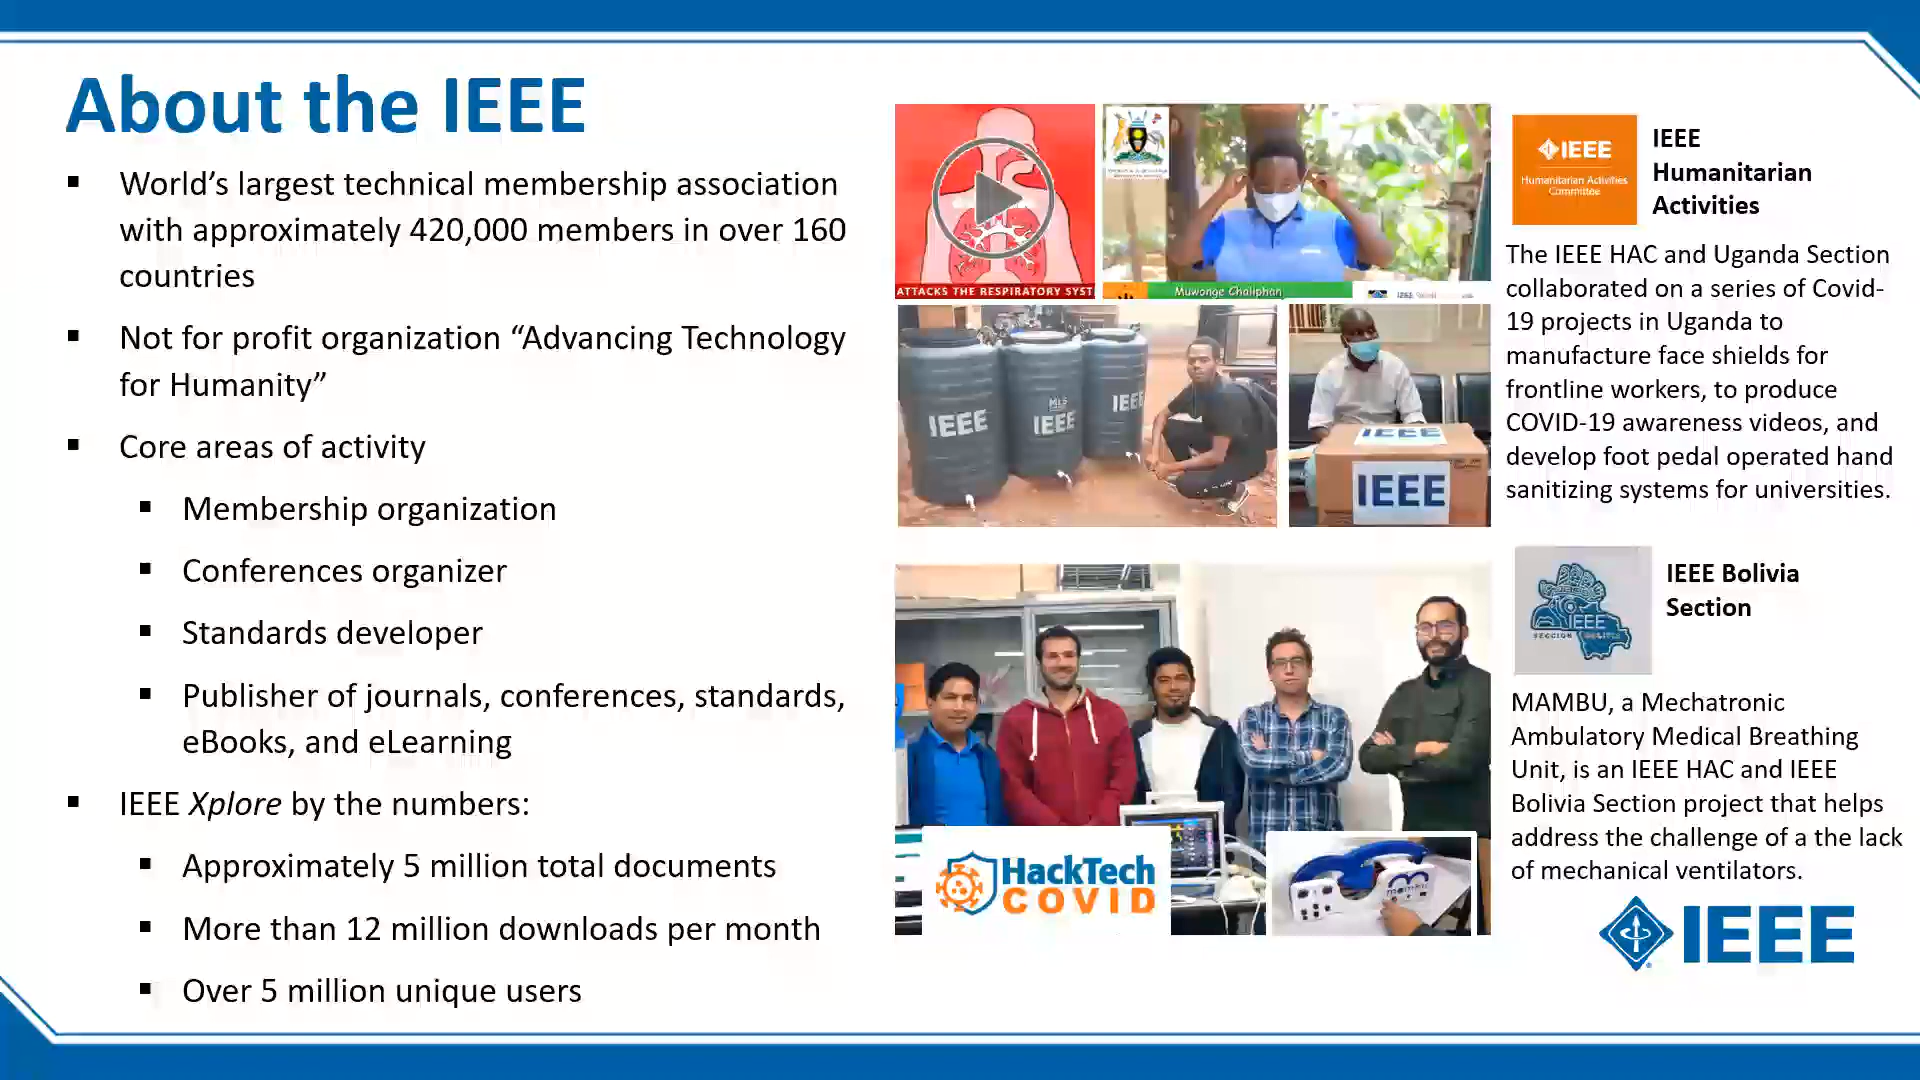 About the IEEE
▪ World’s largest technical membership association
with approximately 420,000 members in over 160
countries
▪ Not for profit organization “Advancing Technology
for Humanity”
▪ Core areas of activity
▪ Membership organization
▪ Conferences organizer
▪ Standards developer
▪ Publisher of journals, conferences, standards,
eBooks, and eLearning
▪ IEEE Xplore by the numbers:
▪ Approximately 5 million total documents
▪ More than 12 million downloads per month
▪ Over 5 million unique users
ATTACKS THE RESPIRATORY SYST
Muwonge Chaliphan
IEEE
IEEE
IEEE
IEEE
IEEE
IEEE
HackTech
COVID
IEEE
Humanitarian Activities
Committee
IEEE
Humanitarian
Activities
The IEEE HAC and Uganda Section
collaborated on a series of Covid-
19 projects in Uganda to
manufacture face shields for
frontline workers, to produce
COVID-19 awareness videos, and
develop foot pedal operated hand
sanitizing systems for universities.
IEEE
SECCION BOLIVIA
IEEE Bolivia
Section
MAMBU, a Mechatronic
Ambulatory Medical Breathing
Unit, is an IEEE HAC and IEEE
Bolivia Section project that helps
address the challenge of a the lack
of mechanical ventilators.
IEEE